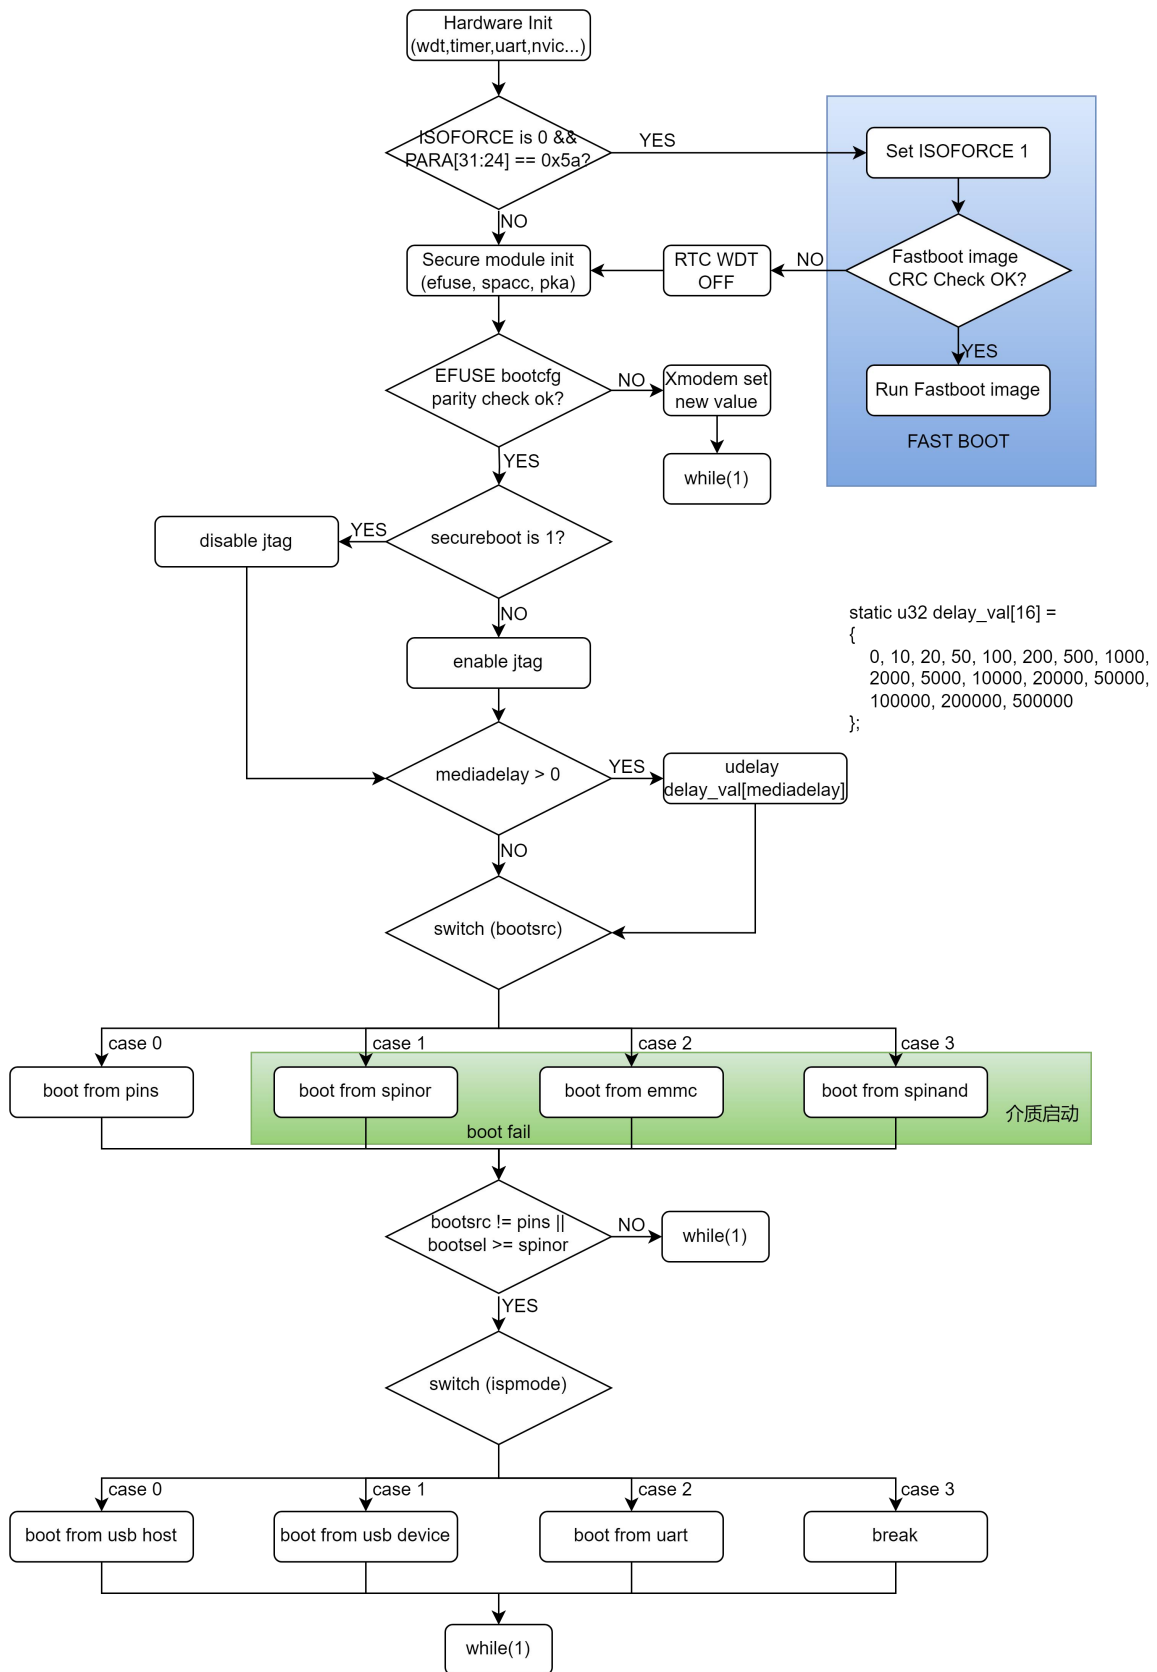 Hardware Init
(wdt,timer,uart,nvic...)
ISOFORCE is 0 &&
PARA[31:24] == 0x5a?
YES
Set ISOFORCE 1
NO
Secure module init
(efuse, spacc, pka)
RTC WDT
OFF
NO
Fastboot image
CRC Check OK?
YES
Run Fastboot image
FAST BOOT
EFUSE bootcfg
parity check ok?
NO
Xmodem set
new value
while(1)
YES
secureboot is 1?
YES
disable jtag
NO
enable jtag
static u32 delay_val[16] =
{
0, 10, 20, 50, 100, 200, 500, 1000,
2000, 5000, 10000, 20000, 50000,
100000, 200000, 500000
};
mediadelay > 0
YES
udelay
delay_val[mediadelay]
NO
switch (bootsrc)
case 0
case 1
case 2
case 3
boot from pins
boot from spinor
boot from emmc
boot from spinand
介质启动
boot fail
bootsrc != pins ||
bootsel >= spinor
NO
while(1)
YES
switch (ispmode)
case 0
case 1
case 2
case 3
boot from usb host
boot from usb device
boot from uart
break
while(1)